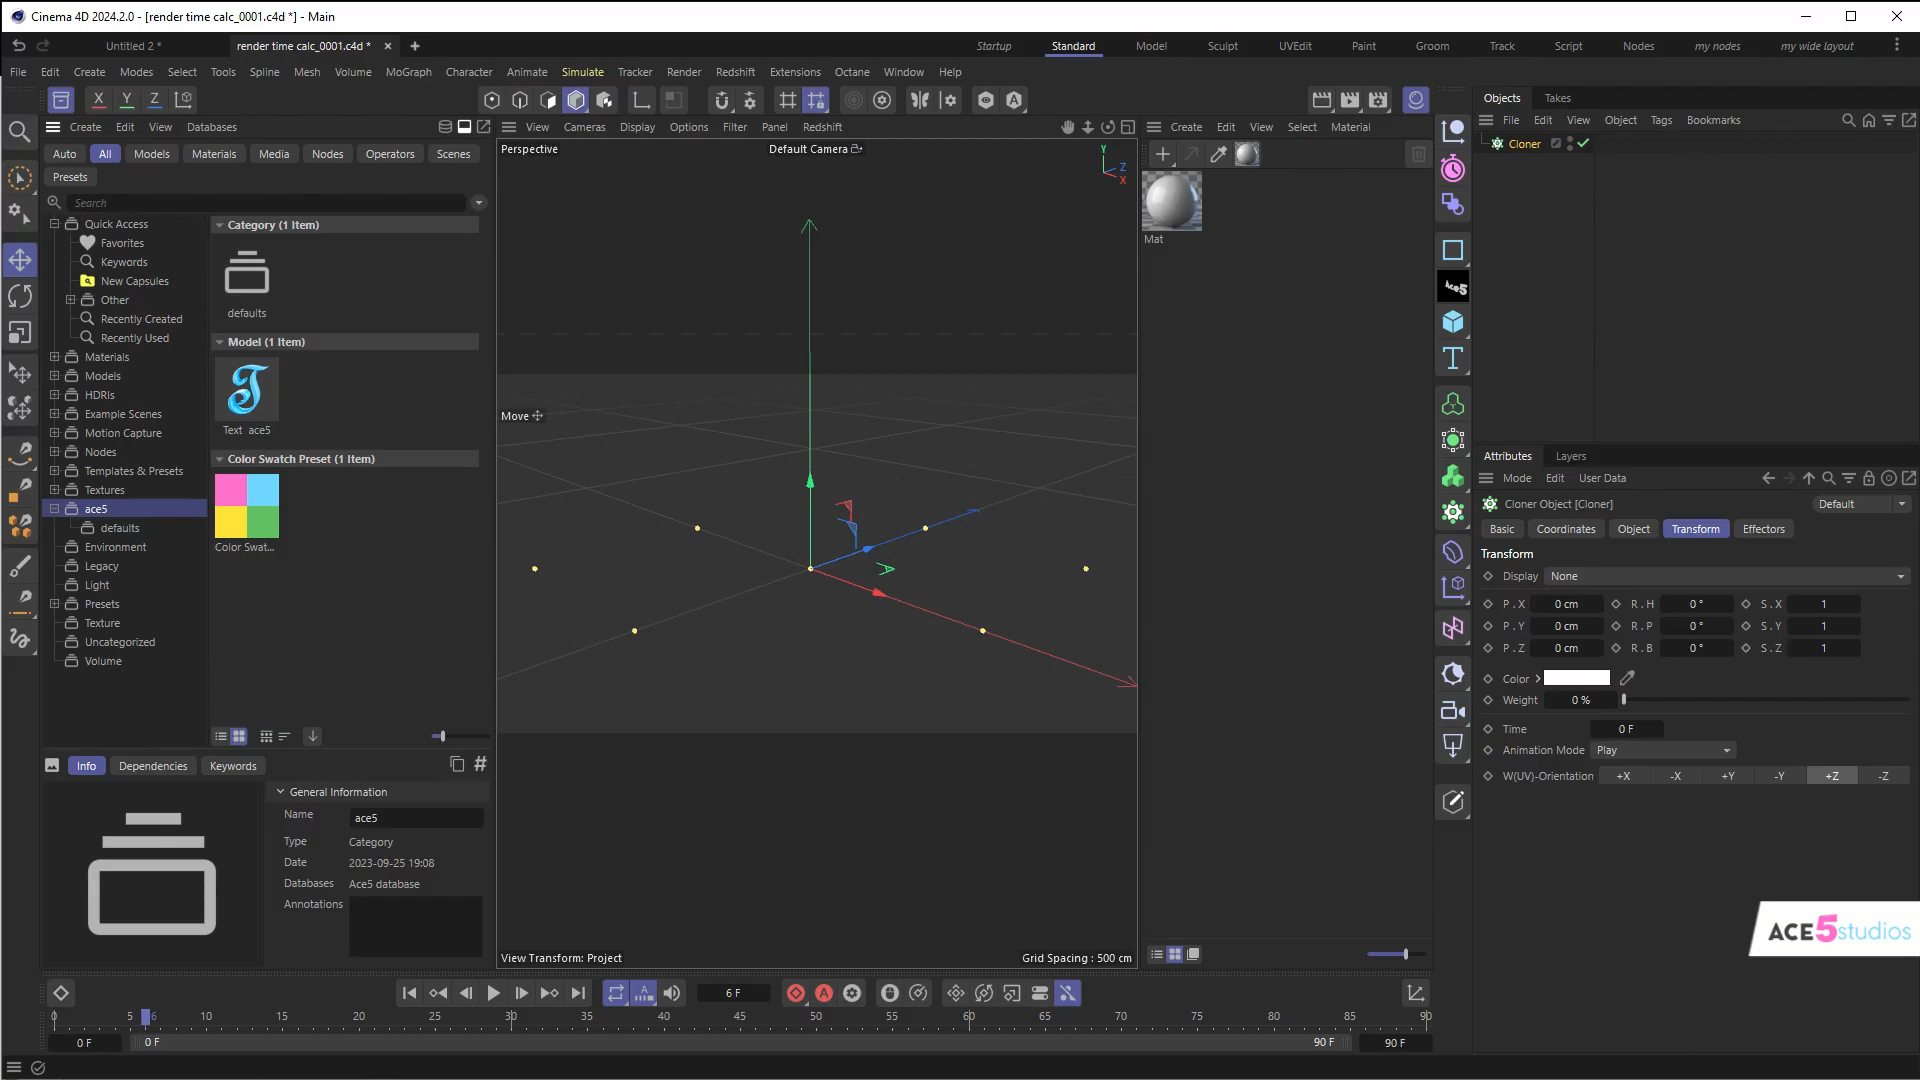 Cinema 4D 2024.2.0 - [render time calc_0001.c4d *] - Main
Untitled 2 *
render time calc_0001.c4d *
Startup Standard Model Sculpt UVEdit Paint Groom Track Script Nodes my nodes my wide layout
File Edit Create Modes Select Tools Spline Mesh Volume MoGraph Character Animate Simulate Tracker Render Redshift Extensions Octane Window Help
X Y Z
Create Edit View Databases
Auto All Models Materials Media Nodes Operators Scenes
Presets
Search
Quick Access
Favorites
Keywords
New Capsules
Other
Recently Created
Recently Used
Materials
Models
HDRIs
Example Scenes
Motion Capture
Nodes
Templates & Presets
Textures
ace5
defaults
Environment
Legacy
Light
Presets
Texture
Uncategorized
Volume
Category (1 Item)
defaults
Model (1 Item)
Text ace5
Color Swatch Preset (1 Item)
Color Swat...
Info Dependencies Keywords
General Information
Name ace5
Type Category
Date 2023-09-25 19:08
Databases Ace5 database
Annotations
View Cameras Display Options Filter Panel Redshift
Perspective
Default Camera
Y
Z
X
Move
View Transform: Project
Grid Spacing : 500 cm
Create Edit View Select Material
Mat
Ace5
Objects Takes
File Edit View Object Tags Bookmarks
Cloner
Attributes Layers
Mode Edit User Data
Cloner Object [Cloner]
Default
Basic Coordinates Object Transform Effectors
Transform
Display None
P . X 0 cm R . H 0 ° S . X 1
P . Y 0 cm R . P 0 ° S . Y 1
P . Z 0 cm R . B 0 ° S . Z 1
Color
Weight 0 %
Time 0 F
Animation Mode Play
W(UV)-Orientation +X -X +Y -Y +Z -Z
ACE5studios
6 F
0 5 6 10 15 20 25 30 35 40 45 50 55 60 65 70 75 80 85 90
0 F 0 F 90 F 90 F